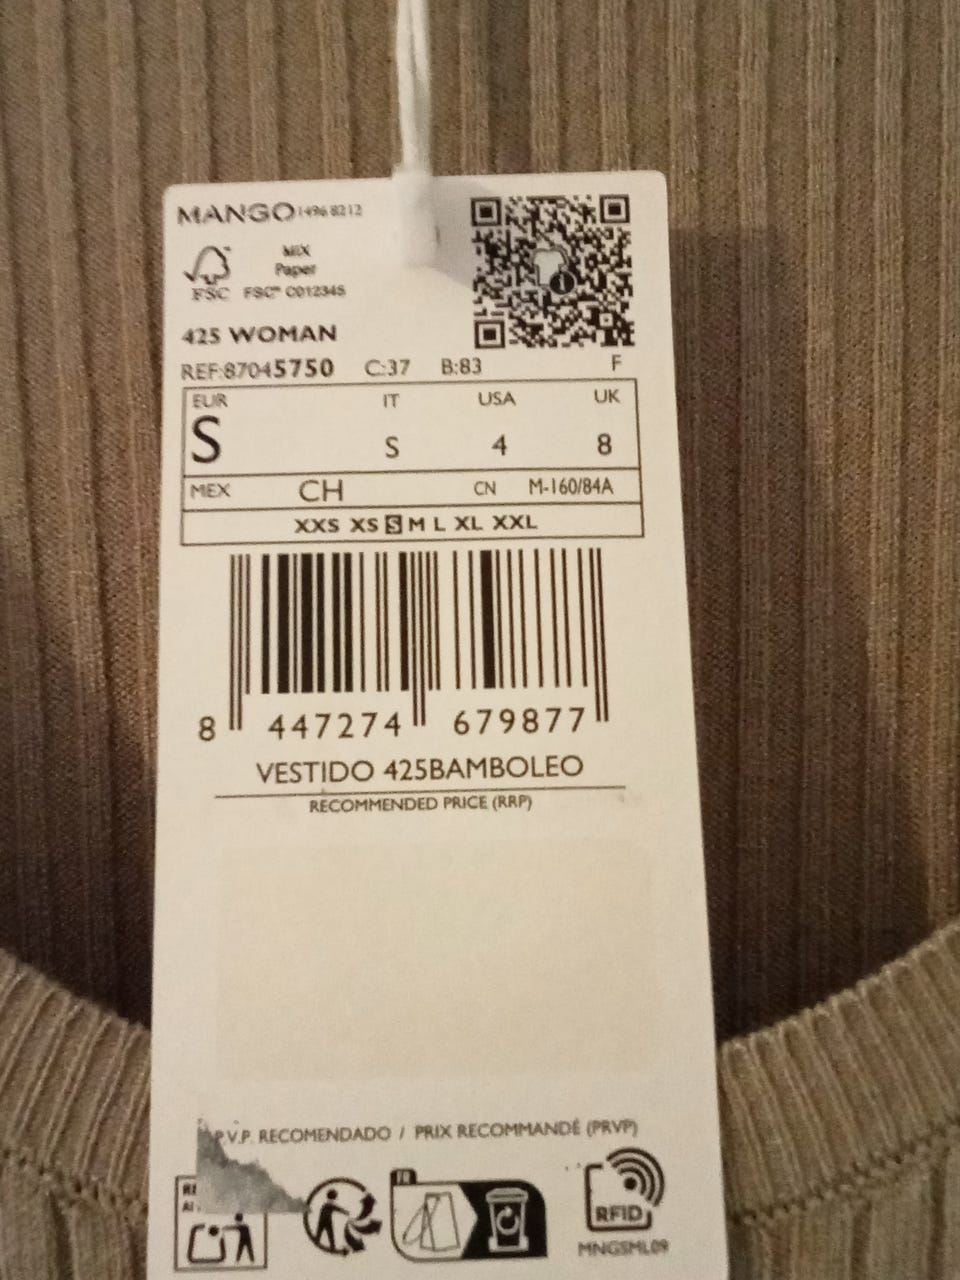 MANGO 1496 8212
MIX
Paper
FSC FSC™ C012345
425 WOMAN
REF:87045750 C:37 B:83 F
EUR IT USA UK
S S 4 8
MEX CH CN M-160/84A
XXS XS S M L XL XXL
8 447274 679877
VESTIDO 425BAMBOLEO
RECOMMENDED PRICE (RRP)
P.V.P. RECOMENDADO / PRIX RECOMMANDÉ (PRVP)
FR
RFID
MNGSML09